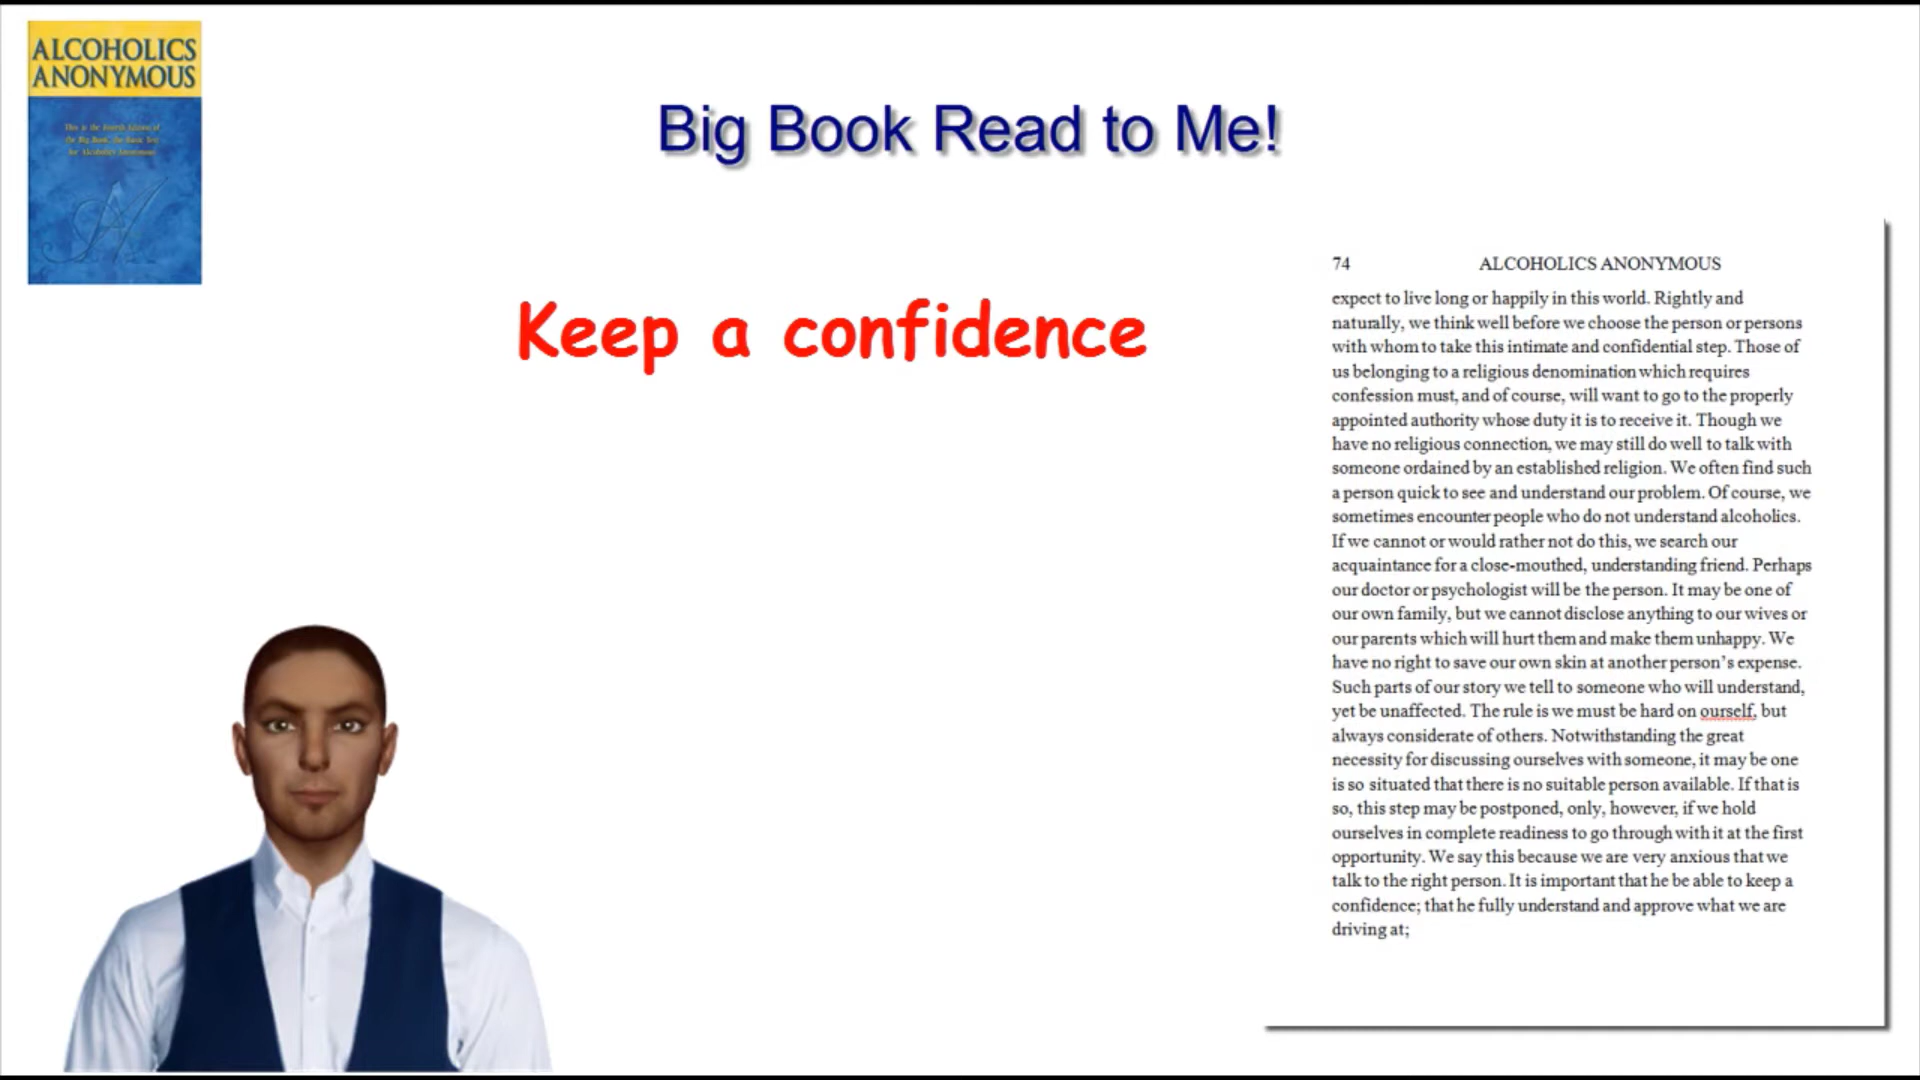 ALCOHOLICS
ANONYMOUS
This is the Fourth Edition of
the Big Book, the Basic Text
for Alcoholics Anonymous
Big Book Read to Me!
Keep a confidence
74 ALCOHOLICS ANONYMOUS
expect to live long or happily in this world. Rightly and
naturally, we think well before we choose the person or persons
with whom to take this intimate and confidential step. Those of
us belonging to a religious denomination which requires
confession must, and of course, will want to go to the properly
appointed authority whose duty it is to receive it. Though we
have no religious connection, we may still do well to talk with
someone ordained by an established religion. We often find such
a person quick to see and understand our problem. Of course, we
sometimes encounter people who do not understand alcoholics.
If we cannot or would rather not do this, we search our
acquaintance for a close-mouthed, understanding friend. Perhaps
our doctor or psychologist will be the person. It may be one of
our own family, but we cannot disclose anything to our wives or
our parents which will hurt them and make them unhappy. We
have no right to save our own skin at another person's expense.
Such parts of our story we tell to someone who will understand,
yet be unaffected. The rule is we must be hard on ourself, but
always considerate of others. Notwithstanding the great
necessity for discussing ourselves with someone, it may be one
is so situated that there is no suitable person available. If that is
so, this step may be postponed, only, however, if we hold
ourselves in complete readiness to go through with it at the first
opportunity. We say this because we are very anxious that we
talk to the right person. It is important that he be able to keep a
confidence; that he fully understand and approve what we are
driving at;